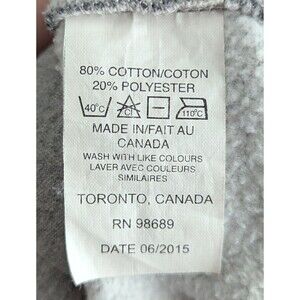 80% COTTON/COTON
20% POLYESTER
40°C CL 110°C
MADE IN/FAIT AU
CANADA
WASH WITH LIKE COLOURS
LAVER AVEC COULEURS
SIMILAIRES
TORONTO, CANADA
RN 98689
DATE 06/2015